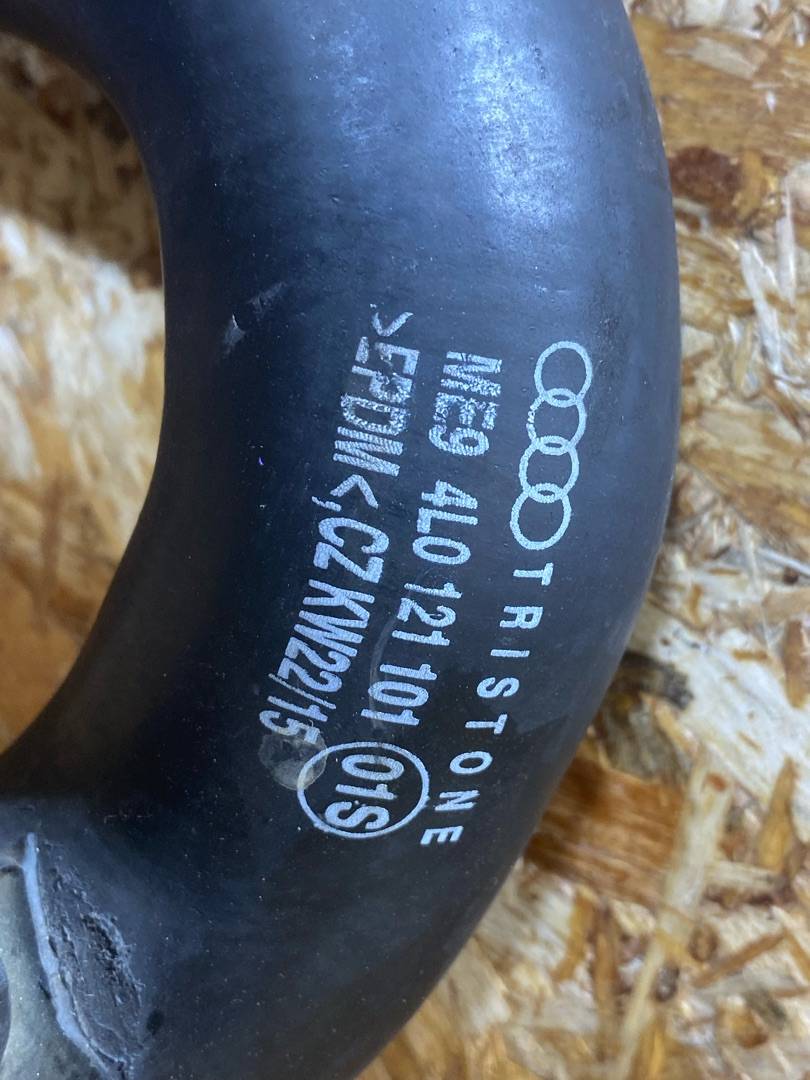 TRISTONE
ME9 4L0 121 101 01S
>EPDM<, CZ KW22/15